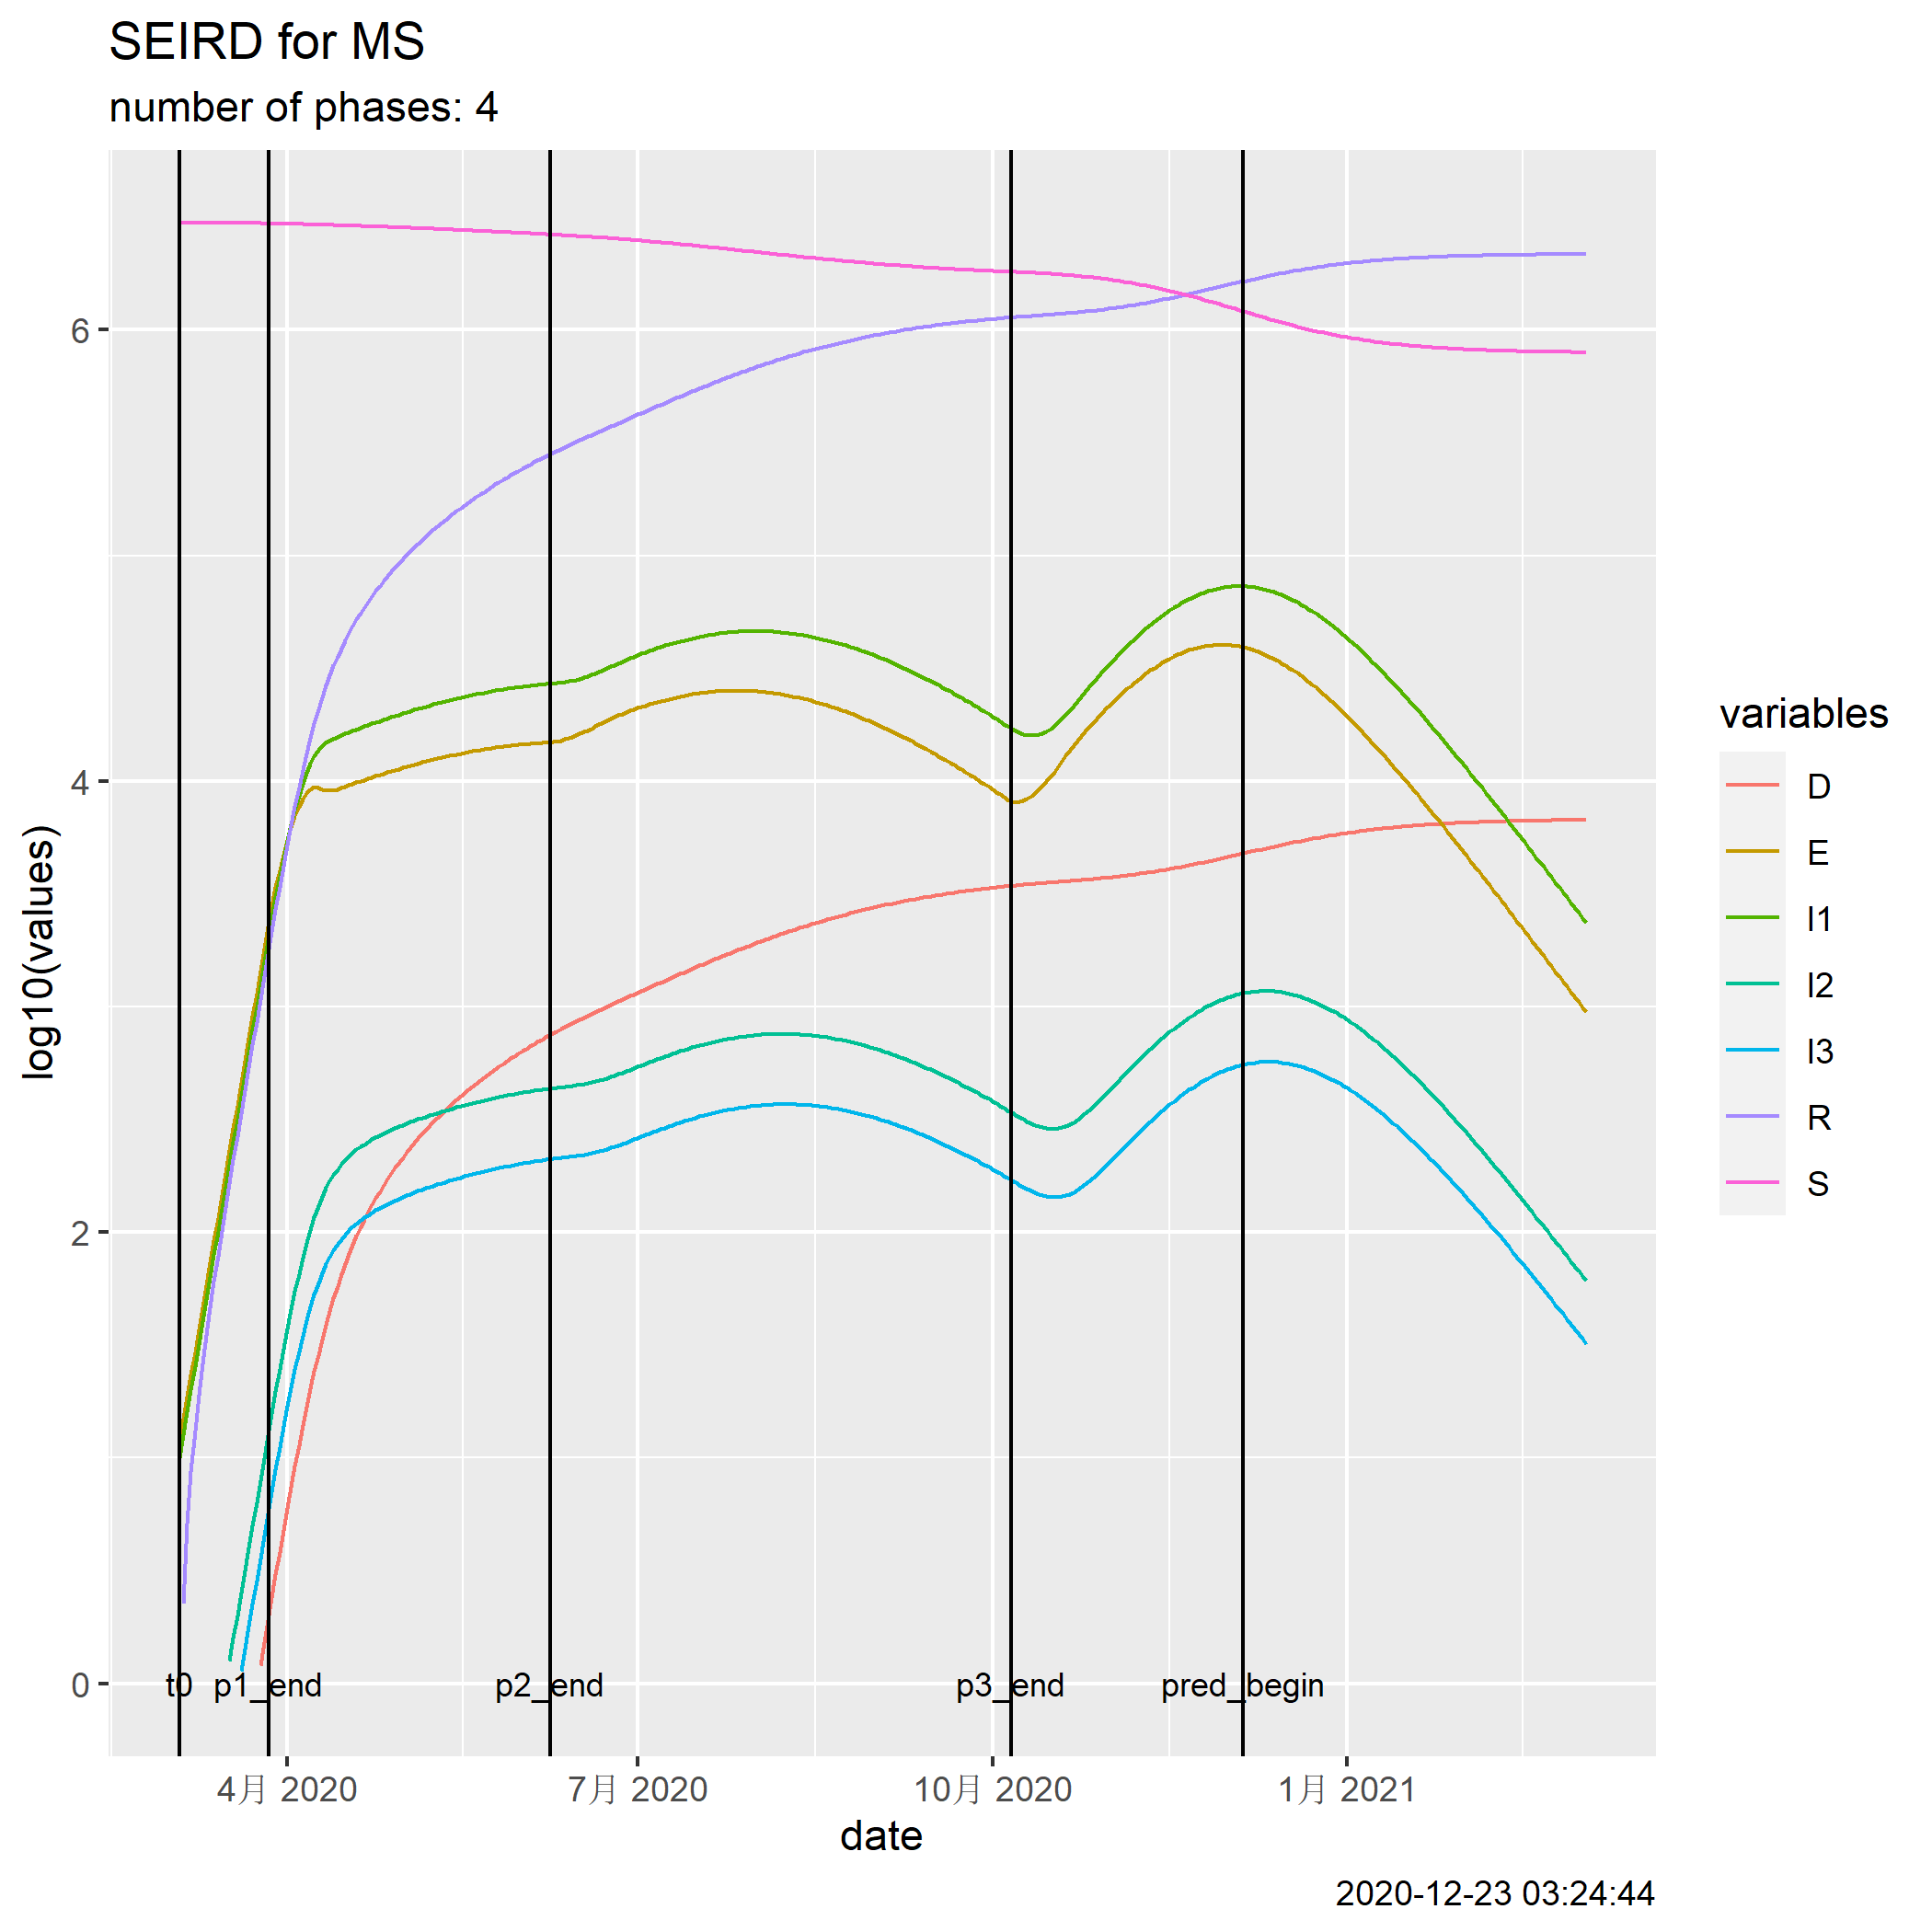 SEIRD for MS
number of phases: 4
log10(values)
6
4
2
0
t0 p1_end p2_end p3_end pred_begin
4月 2020 7月 2020 10月 2020 1月 2021
date
variables
D
E
I1
I2
I3
R
S
2020-12-23 03:24:44